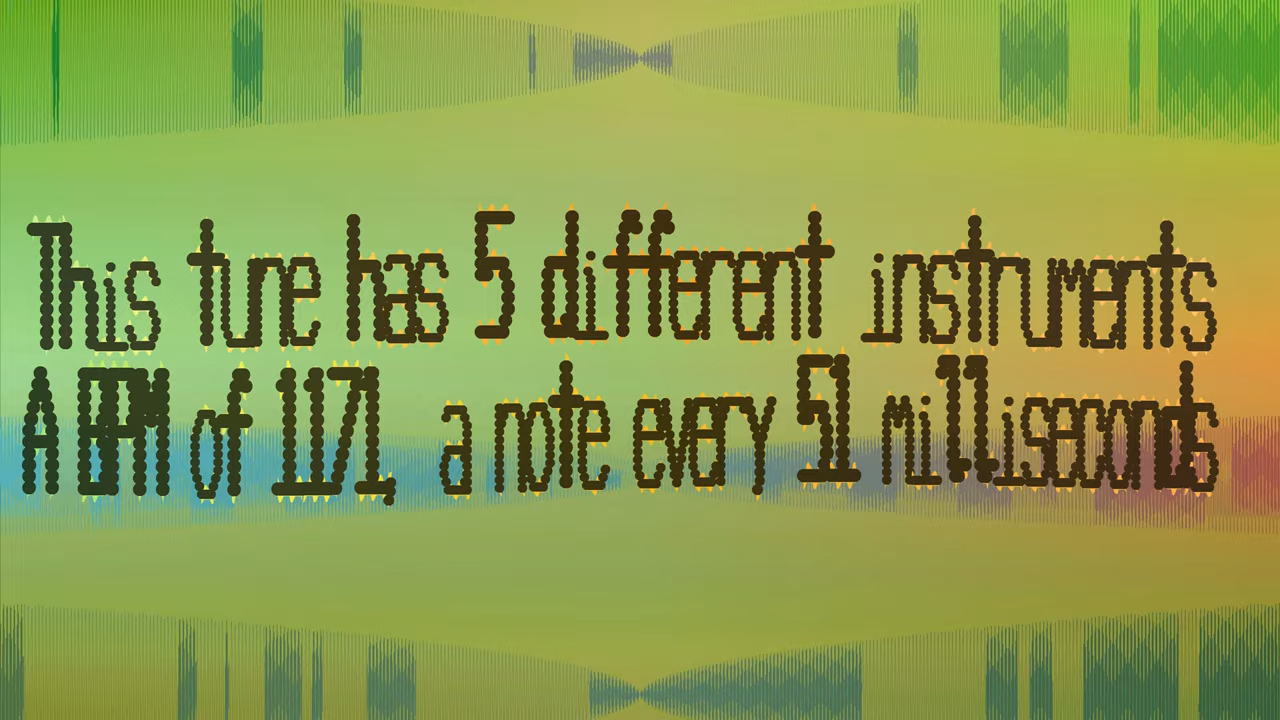 This tune has 5 different instruments
A BPM of 1171, a note every 51 milliseconds